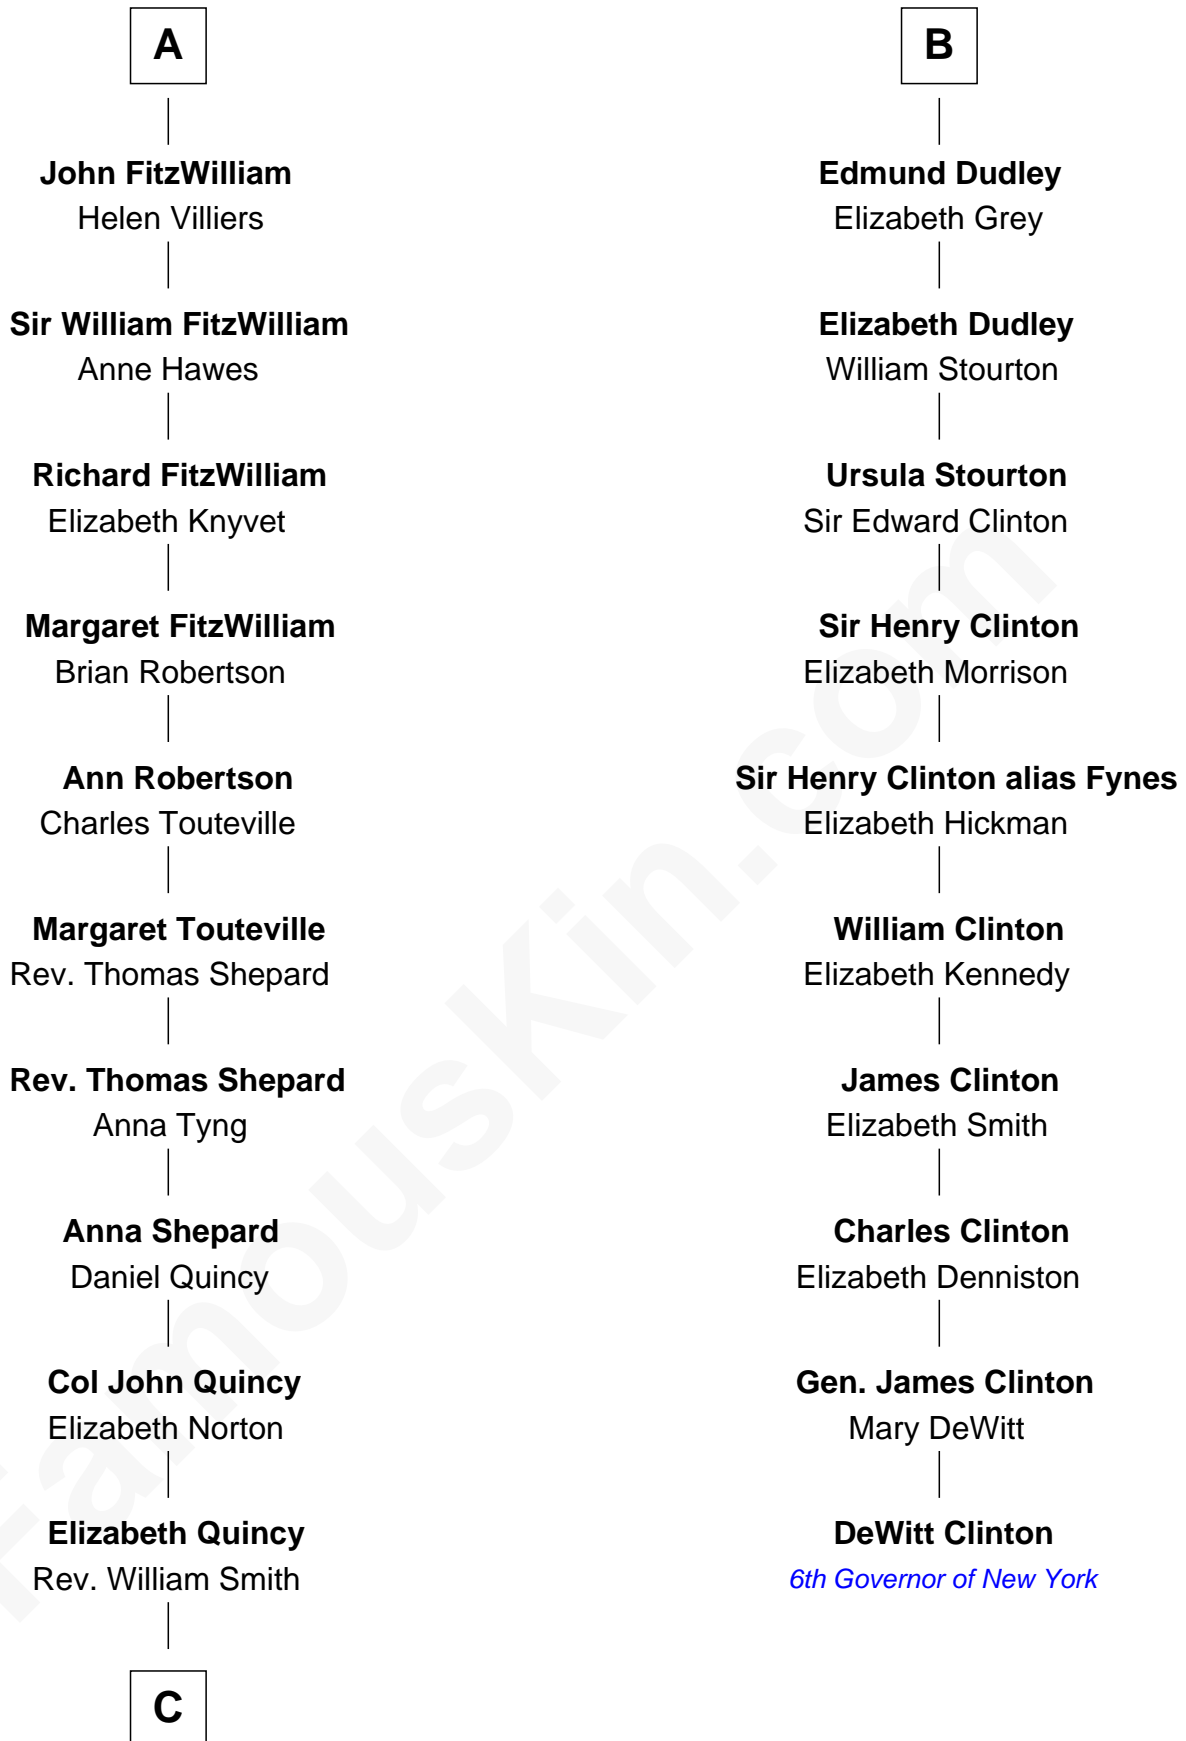 A
John FitzWilliam
Helen Villiers
Sir William FitzWilliam
Anne Hawes
Richard FitzWilliam
Elizabeth Knyvet
Margaret FitzWilliam
Brian Robertson
Ann Robertson
Charles Touteville
Margaret Touteville
Rev. Thomas Shepard
Rev. Thomas Shepard
Anna Tyng
Anna Shepard
Daniel Quincy
Col John Quincy
Elizabeth Norton
Elizabeth Quincy
Rev. William Smith
C
B
Edmund Dudley
Elizabeth Grey
Elizabeth Dudley
William Stourton
Ursula Stourton
Sir Edward Clinton
Sir Henry Clinton
Elizabeth Morrison
Sir Henry Clinton alias Fynes
Elizabeth Hickman
William Clinton
Elizabeth Kennedy
James Clinton
Elizabeth Smith
Charles Clinton
Elizabeth Denniston
Gen. James Clinton
Mary DeWitt
DeWitt Clinton
6th Governor of New York
FamousKin.com